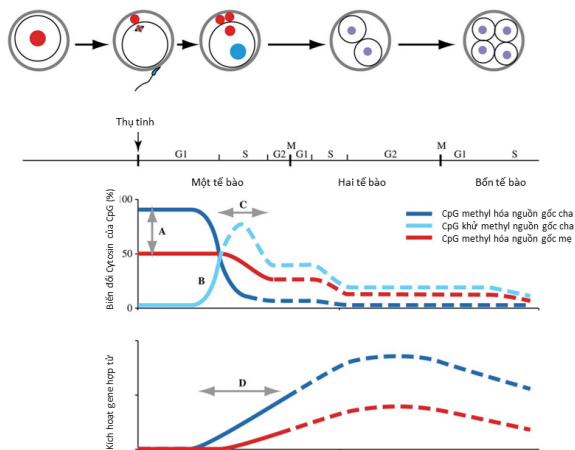 Thụ tinh
M M
G1 S G2 G1 S G2 G1 S
Một tế bào Hai tế bào Bốn tế bào
Biến đổi Cytosin của CpG (%)
100
50
0
A
B
C
CpG methyl hóa nguồn gốc cha
CpG khử methyl nguồn gốc cha
CpG methyl hóa nguồn gốc mẹ
Kích hoạt gene hợp tử
D